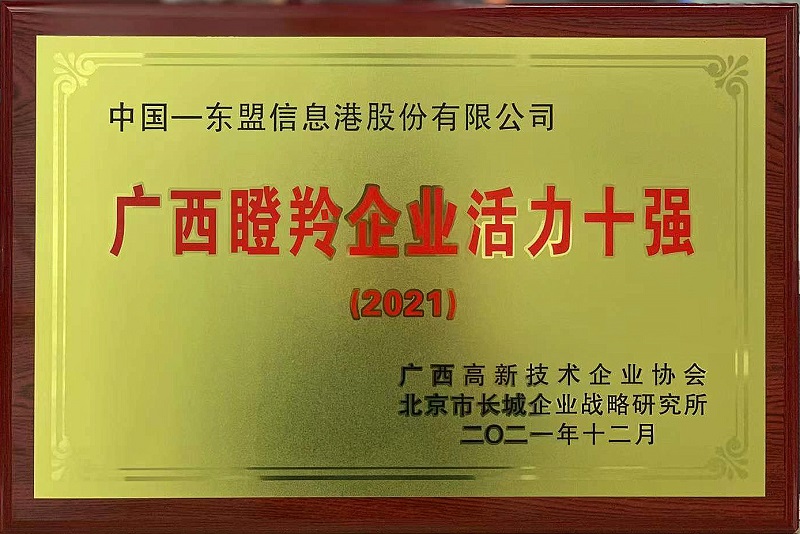 中国—东盟信息港股份有限公司
广西瞪羚企业活力十强
(2021)
广西高新技术企业协会
北京市长城企业战略研究所
二〇二一年十二月